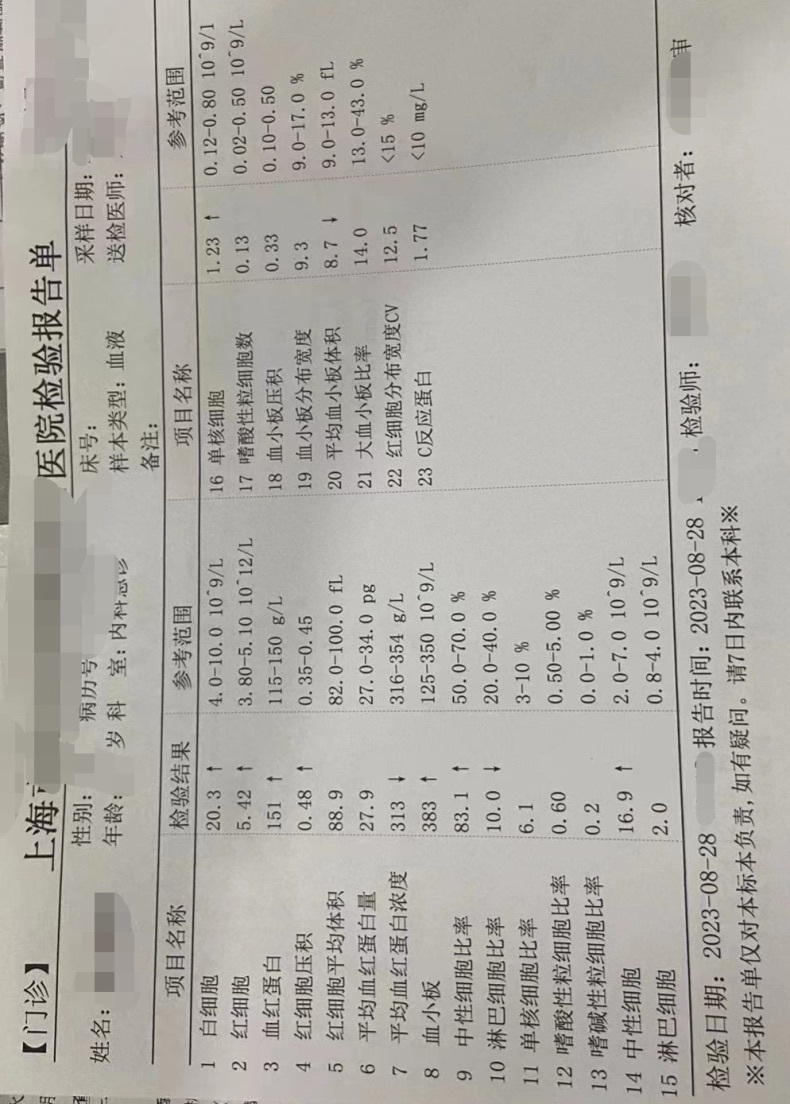 【门诊】 上海 医院检验报告单
姓名: 性别: 病历号 床号: 采样日期:
年龄: 岁 科 室: 样本类型: 血液 送检医师:
备注:
项目名称 检验结果 参考范围 项目名称 参考范围
1 白细胞 20.3 ↑ 4.0-10.0 10^9/L 16 单核细胞 1.23 ↑ 0.12-0.80 10^9/l
2 红细胞 5.42 ↑ 3.80-5.10 10^12/L 17 嗜酸性粒细胞数 0.13 0.02-0.50 10^9/L
3 血红蛋白 151 ↑ 115-150 g/L 18 血小板压积 0.33 0.10-0.50
4 红细胞压积 0.48 ↑ 0.35-0.45 19 血小板分布宽度 9.3 9.0-17.0 %
5 红细胞平均体积 88.9 82.0-100.0 fL 20 平均血小板体积 8.7 ↓ 9.0-13.0 fL
6 平均血红蛋白量 27.9 27.0-34.0 pg 21 大血小板比率 14.0 13.0-43.0 %
7 平均血红蛋白浓度 313 ↓ 316-354 g/L 22 红细胞分布宽度CV 12.5 <15 %
8 血小板 383 ↑ 125-350 10^9/L 23 C反应蛋白 1.77 <10 mg/L
9 中性细胞比率 83.1 ↑ 50.0-70.0 %
10 淋巴细胞比率 10.0 ↓ 20.0-40.0 %
11 单核细胞比率 6.1 3-10 %
12 嗜酸性粒细胞比率 0.60 0.50-5.00 %
13 嗜碱性粒细胞比率 0.2 0.0-1.0 %
14 中性细胞 16.9 ↑ 2.0-7.0 10^9/L
15 淋巴细胞 2.0 0.8-4.0 10^9/L
检验日期: 2023-08-28 报告时间: 2023-08-28 检验师: 核对者: 审
※本报告单仅对本标本负责,如有疑问。请7日内联系本科※